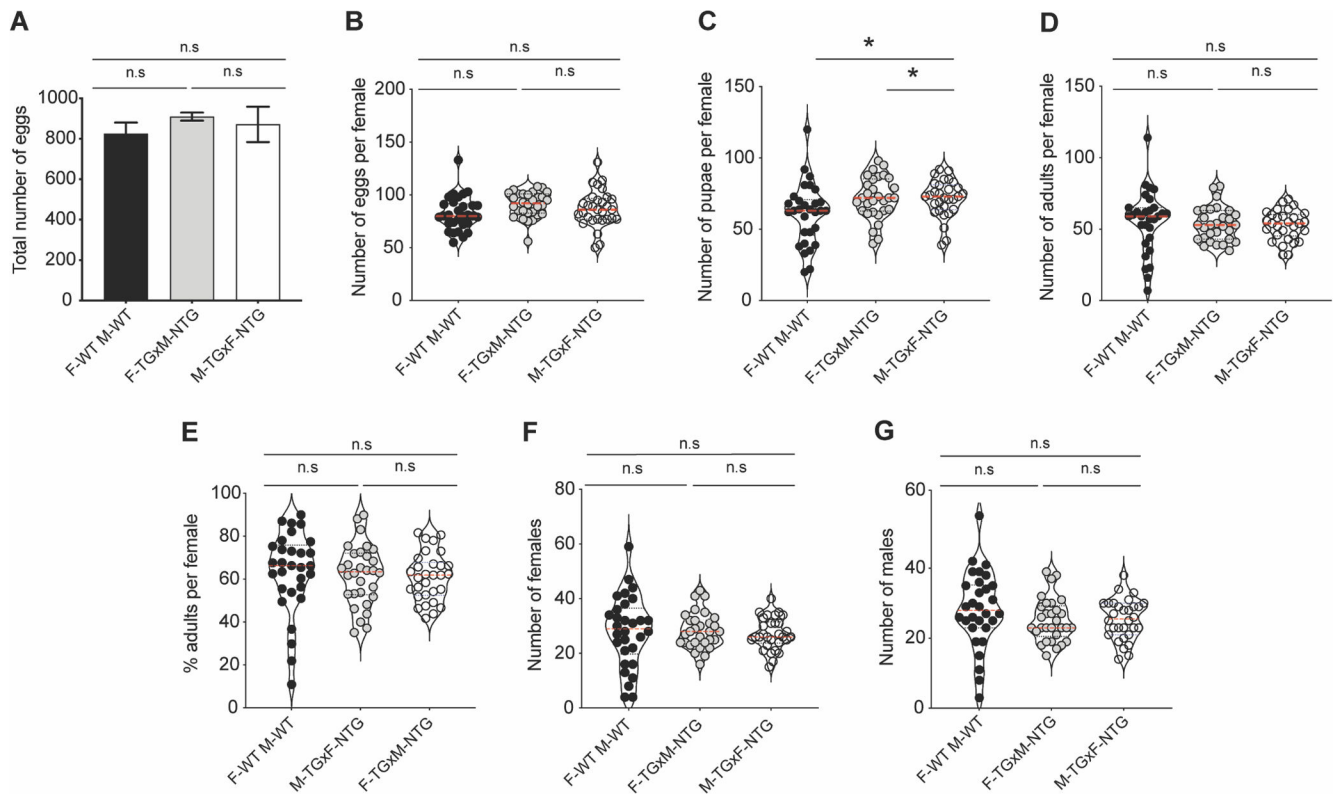 A
n.s
n.s
n.s
Total number of eggs
1000
800
600
400
200
0
F-WT M-WT
F-TGxM-NTG
M-TGxF-NTG
B
n.s
n.s
n.s
Number of eggs per female
200
150
100
50
0
F-WT M-WT
F-TGxM-NTG
M-TGxF-NTG
C
*
*
Number of pupae per female
150
100
50
0
F-WT M-WT
F-TGxM-NTG
M-TGxF-NTG
D
n.s
n.s
n.s
Number of adults per female
150
100
50
0
F-WT M-WT
F-TGxM-NTG
M-TGxF-NTG
E
n.s
n.s
n.s
% adults per female
100
80
60
40
20
0
F-WT M-WT
M-TGxF-NTG
F-TGxM-NTG
F
n.s
n.s
n.s
Number of females
80
60
40
20
0
F-WT M-WT
F-TGxM-NTG
M-TGxF-NTG
G
n.s
n.s
n.s
Number of males
60
40
20
0
F-WT M-WT
F-TGxM-NTG
M-TGxF-NTG